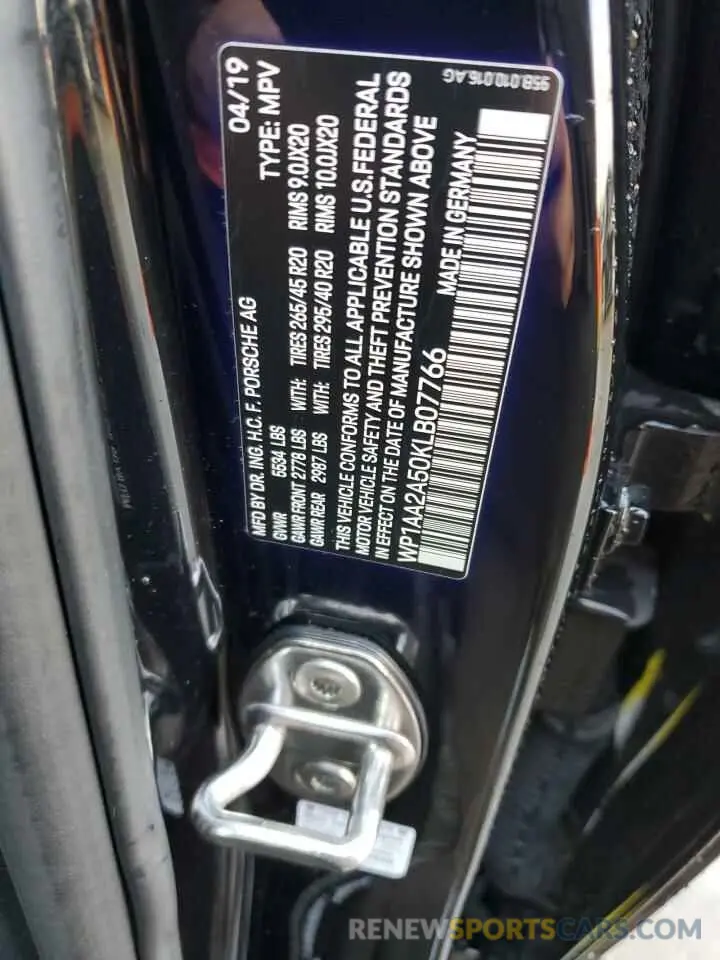 95B.010.015.AG
04/19
TYPE: MPV
MFD BY DR. ING. H.C. F. PORSCHE AG
GVWR 5534 LBS
GAWR FRONT 2778 LBS WITH: TIRES 265/45 R20 RIMS 9.0JX20
GAWR REAR 2987 LBS WITH: TIRES 295/40 R20 RIMS 10.0JX20
THIS VEHICLE CONFORMS TO ALL APPLICABLE U.S. FEDERAL
MOTOR VEHICLE SAFETY AND THEFT PREVENTION STANDARDS
IN EFFECT ON THE DATE OF MANUFACTURE SHOWN ABOVE
WP1AA2A50KLB07766 MADE IN GERMANY
RENEWSPORTSCARS.COM